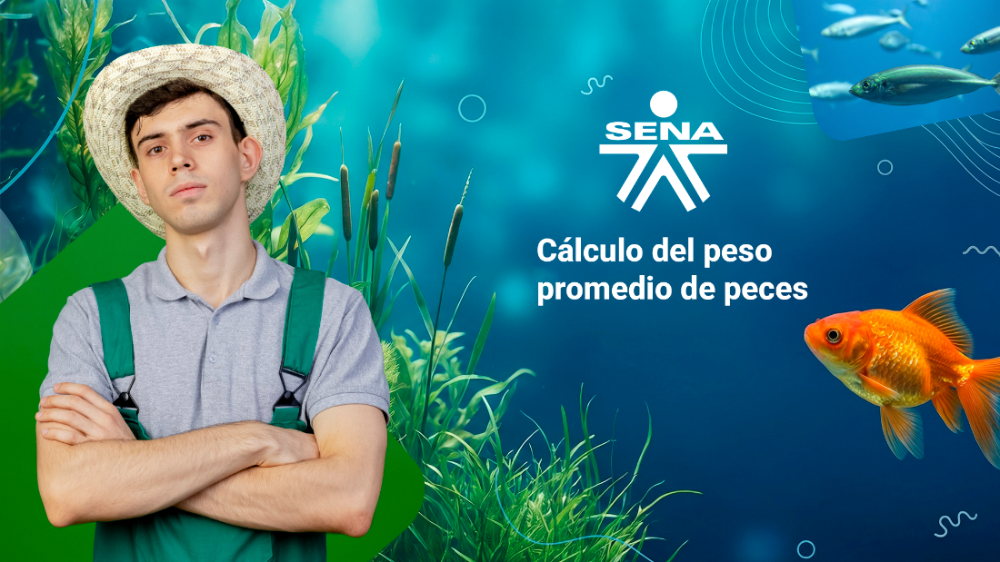 SENA
Cálculo del peso
promedio de peces